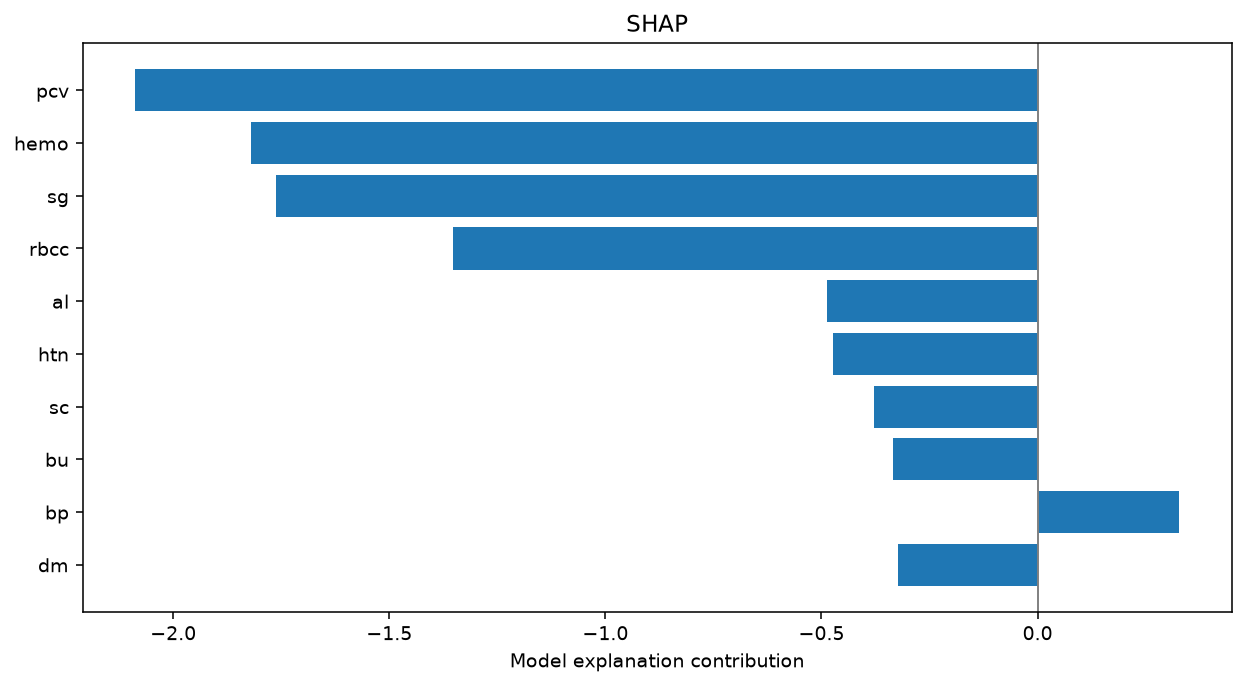 SHAP
pcv
hemo
sg
rbcc
al
htn
sc
bu
bp
dm
−2.0 −1.5 −1.0 −0.5 0.0
Model explanation contribution